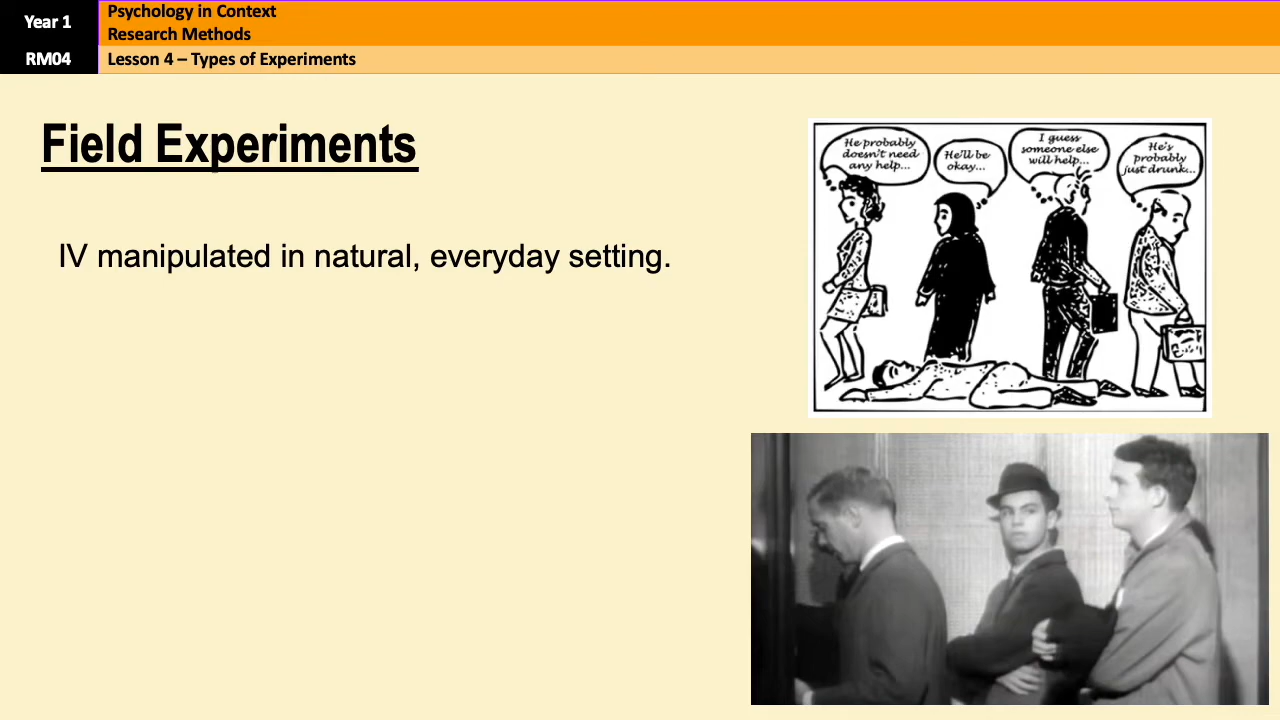 Year 1
Psychology in Context
Research Methods
RM04
Lesson 4 – Types of Experiments
Field Experiments
IV manipulated in natural, everyday setting.
He probably
doesn't need
any help...
He'll be
okay...
I guess
someone else
will help...
He's
probably
just drunk...